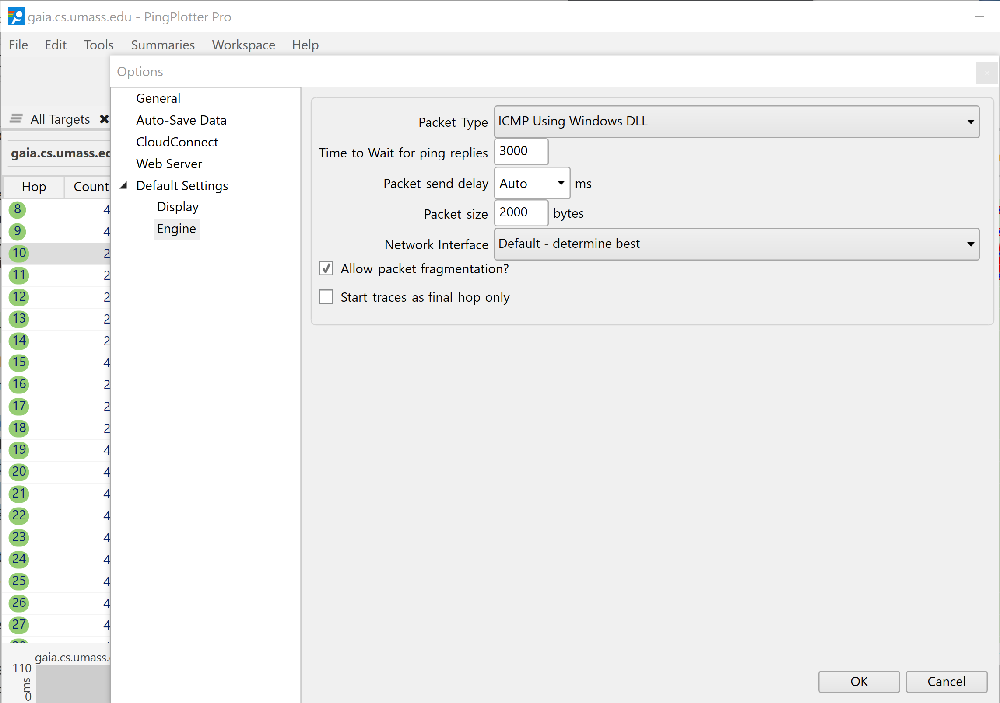 gaia.cs.umass.edu - PingPlotter Pro
File Edit Tools Summaries Workspace Help
Options
General
Auto-Save Data
CloudConnect
Web Server
Default Settings
Display
Engine
All Targets
gaia.cs.umass.ec
Hop Count
8 4
9 4
10 2
11 2
12 2
13 2
14 2
15 4
16 2
17 2
18 2
19 4
20 4
21 4
22 4
23 4
24 4
25 4
26 4
27 4
gaia.cs.umass.
110
ms
0
Packet Type ICMP Using Windows DLL
Time to Wait for ping replies 3000
Packet send delay Auto ms
Packet size 2000 bytes
Network Interface Default - determine best
Allow packet fragmentation?
Start traces as final hop only
OK Cancel